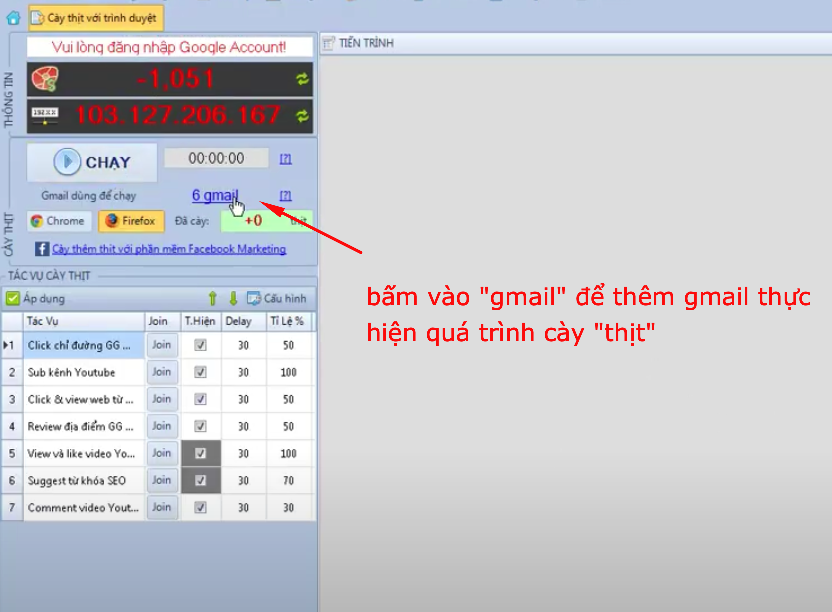 Cày thịt với trình duyệt
THÔNG TIN
Vui lòng đăng nhập Google Account!
-1,051
192.X.X
103.127.206.167
TIẾN TRÌNH
CÀY THỊT
CHẠY
00:00:00
[?]
Gmail dùng để chạy
6 gmail
[?]
Chrome
Firefox
Đã cày:
+0
thịt
Cày thêm thịt với phần mềm Facebook Marketing
TÁC VỤ CÀY THỊT
Áp dụng
Cấu hình
Tác Vụ Join T.Hiện Delay Tỉ Lệ %
1 Click chỉ đường GG ... Join 30 50
2 Sub kênh Youtube Join 30 100
3 Click & view web từ ... Join 30 50
4 Review địa điểm GG ... Join 30 50
5 View và like video Yo... Join 30 100
6 Suggest từ khóa SEO Join 30 70
7 Comment video Yout... Join 30 30
bấm vào "gmail" để thêm gmail thực
hiện quá trình cày "thịt"